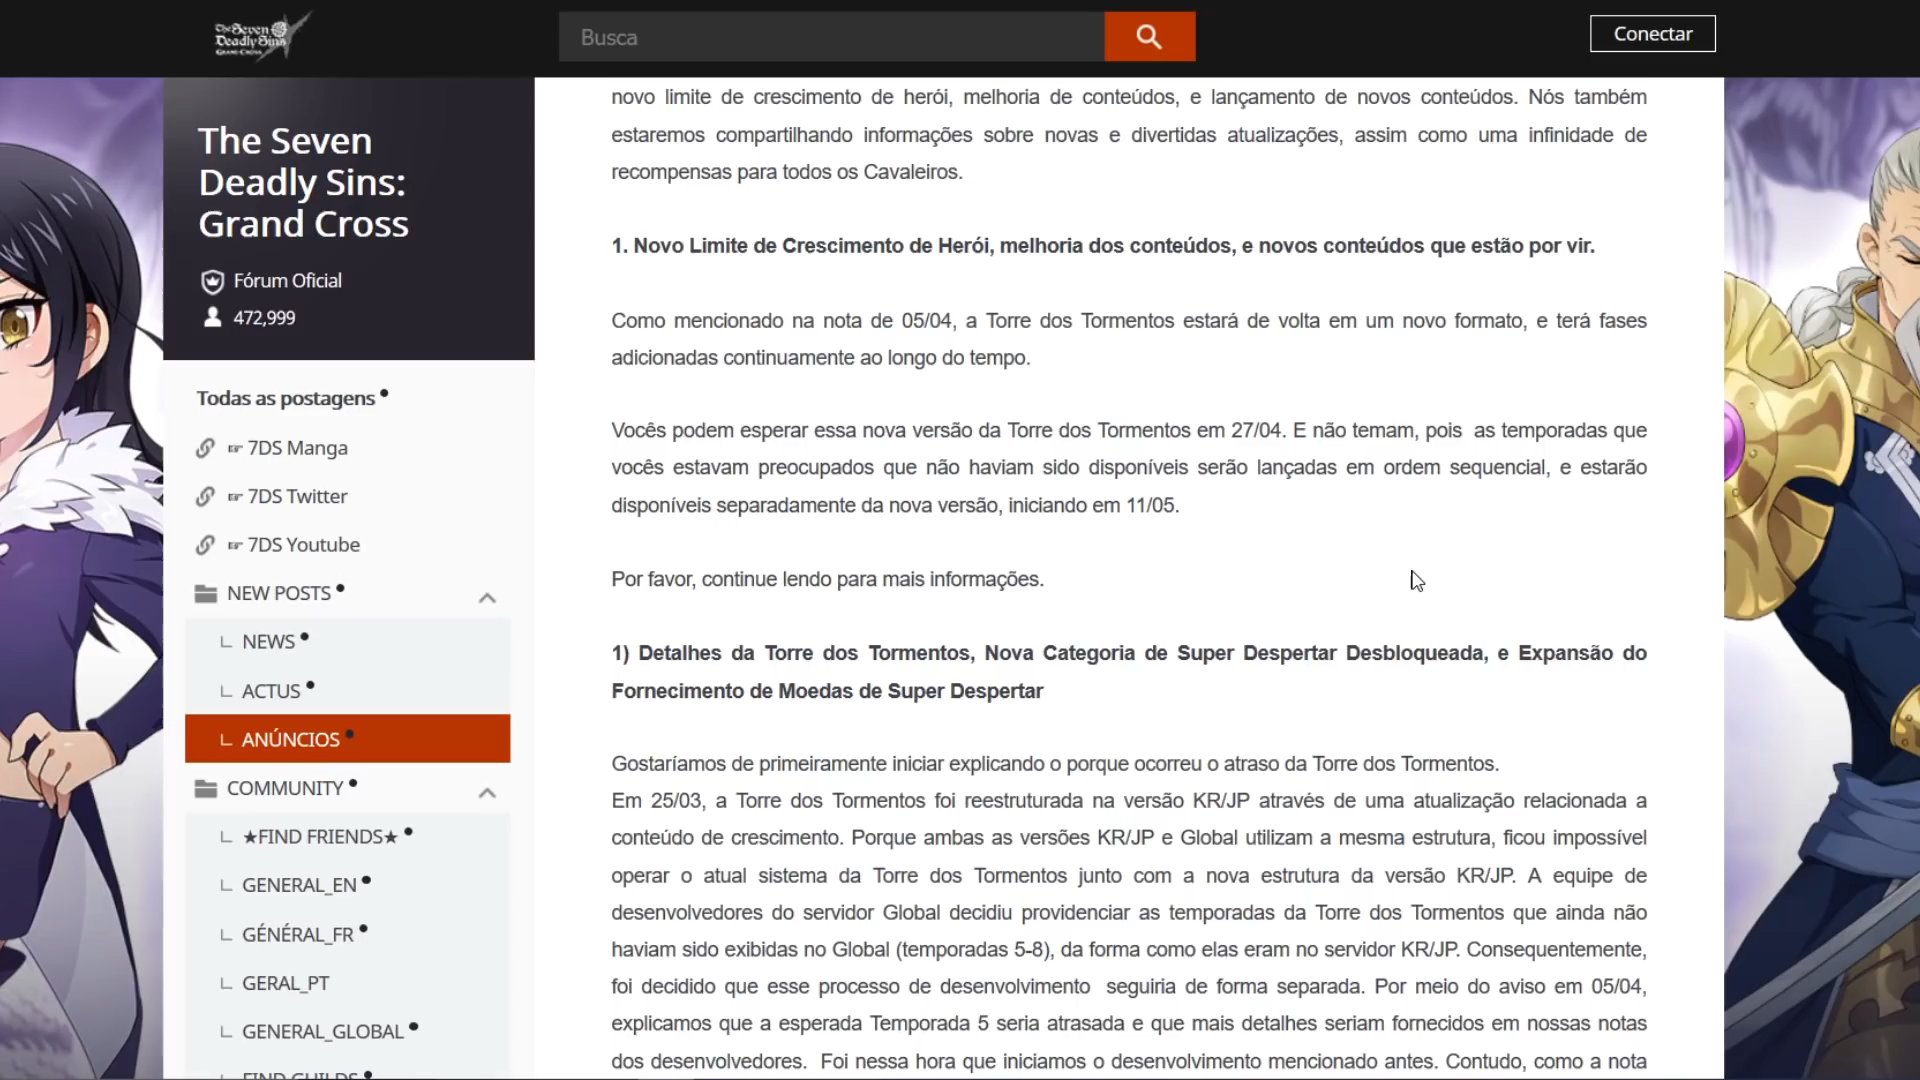 The Seven
Deadly Sins
GRAND CROSS
Busca
Conectar
The Seven
Deadly Sins:
Grand Cross
Fórum Oficial
472,999
Todas as postagens
☞ 7DS Manga
☞ 7DS Twitter
☞ 7DS Youtube
NEW POSTS
NEWS
ACTUS
ANÚNCIOS
COMMUNITY
★FIND FRIENDS★
GENERAL_EN
GÉNÉRAL_FR
GERAL_PT
GENERAL_GLOBAL
FIND GUILDS
novo limite de crescimento de herói, melhoria de conteúdos, e lançamento de novos conteúdos. Nós também
estaremos compartilhando informações sobre novas e divertidas atualizações, assim como uma infinidade de
recompensas para todos os Cavaleiros.
1. Novo Limite de Crescimento de Herói, melhoria dos conteúdos, e novos conteúdos que estão por vir.
Como mencionado na nota de 05/04, a Torre dos Tormentos estará de volta em um novo formato, e terá fases
adicionadas continuamente ao longo do tempo.
Vocês podem esperar essa nova versão da Torre dos Tormentos em 27/04. E não temam, pois as temporadas que
vocês estavam preocupados que não haviam sido disponíveis serão lançadas em ordem sequencial, e estarão
disponíveis separadamente da nova versão, iniciando em 11/05.
Por favor, continue lendo para mais informações.
1) Detalhes da Torre dos Tormentos, Nova Categoria de Super Despertar Desbloqueada, e Expansão do
Fornecimento de Moedas de Super Despertar
Gostaríamos de primeiramente iniciar explicando o porque ocorreu o atraso da Torre dos Tormentos.
Em 25/03, a Torre dos Tormentos foi reestruturada na versão KR/JP através de uma atualização relacionada a
conteúdo de crescimento. Porque ambas as versões KR/JP e Global utilizam a mesma estrutura, ficou impossível
operar o atual sistema da Torre dos Tormentos junto com a nova estrutura da versão KR/JP. A equipe de
desenvolvedores do servidor Global decidiu providenciar as temporadas da Torre dos Tormentos que ainda não
haviam sido exibidas no Global (temporadas 5-8), da forma como elas eram no servidor KR/JP. Consequentemente,
foi decidido que esse processo de desenvolvimento seguiria de forma separada. Por meio do aviso em 05/04,
explicamos que a esperada Temporada 5 seria atrasada e que mais detalhes seriam fornecidos em nossas notas
dos desenvolvedores. Foi nessa hora que iniciamos o desenvolvimento mencionado antes. Contudo, como a nota